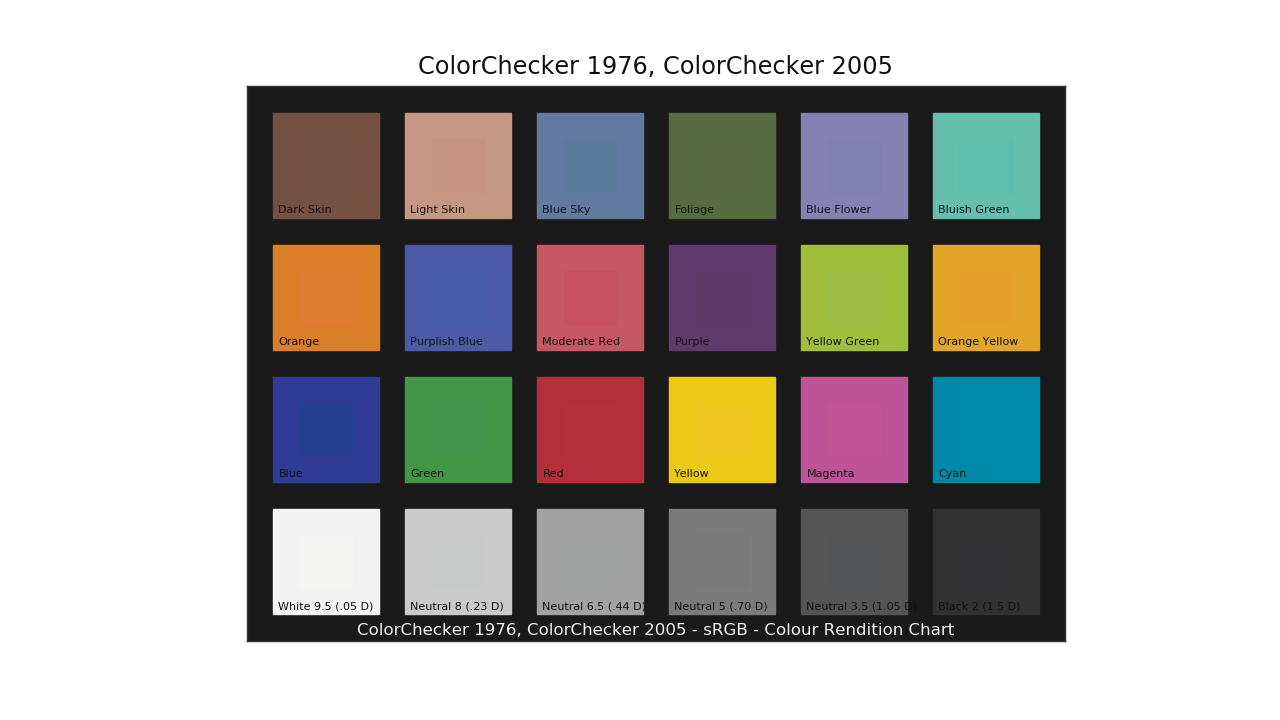 ColorChecker 1976, ColorChecker 2005
Dark Skin Light Skin Blue Sky Foliage Blue Flower Bluish Green
Orange Purplish Blue Moderate Red Purple Yellow Green Orange Yellow
Blue Green Red Yellow Magenta Cyan
White 9.5 (.05 D) Neutral 8 (.23 D) Neutral 6.5 (.44 D) Neutral 5 (.70 D) Neutral 3.5 (1.05 D) Black 2 (1.5 D)
ColorChecker 1976, ColorChecker 2005 - sRGB - Colour Rendition Chart